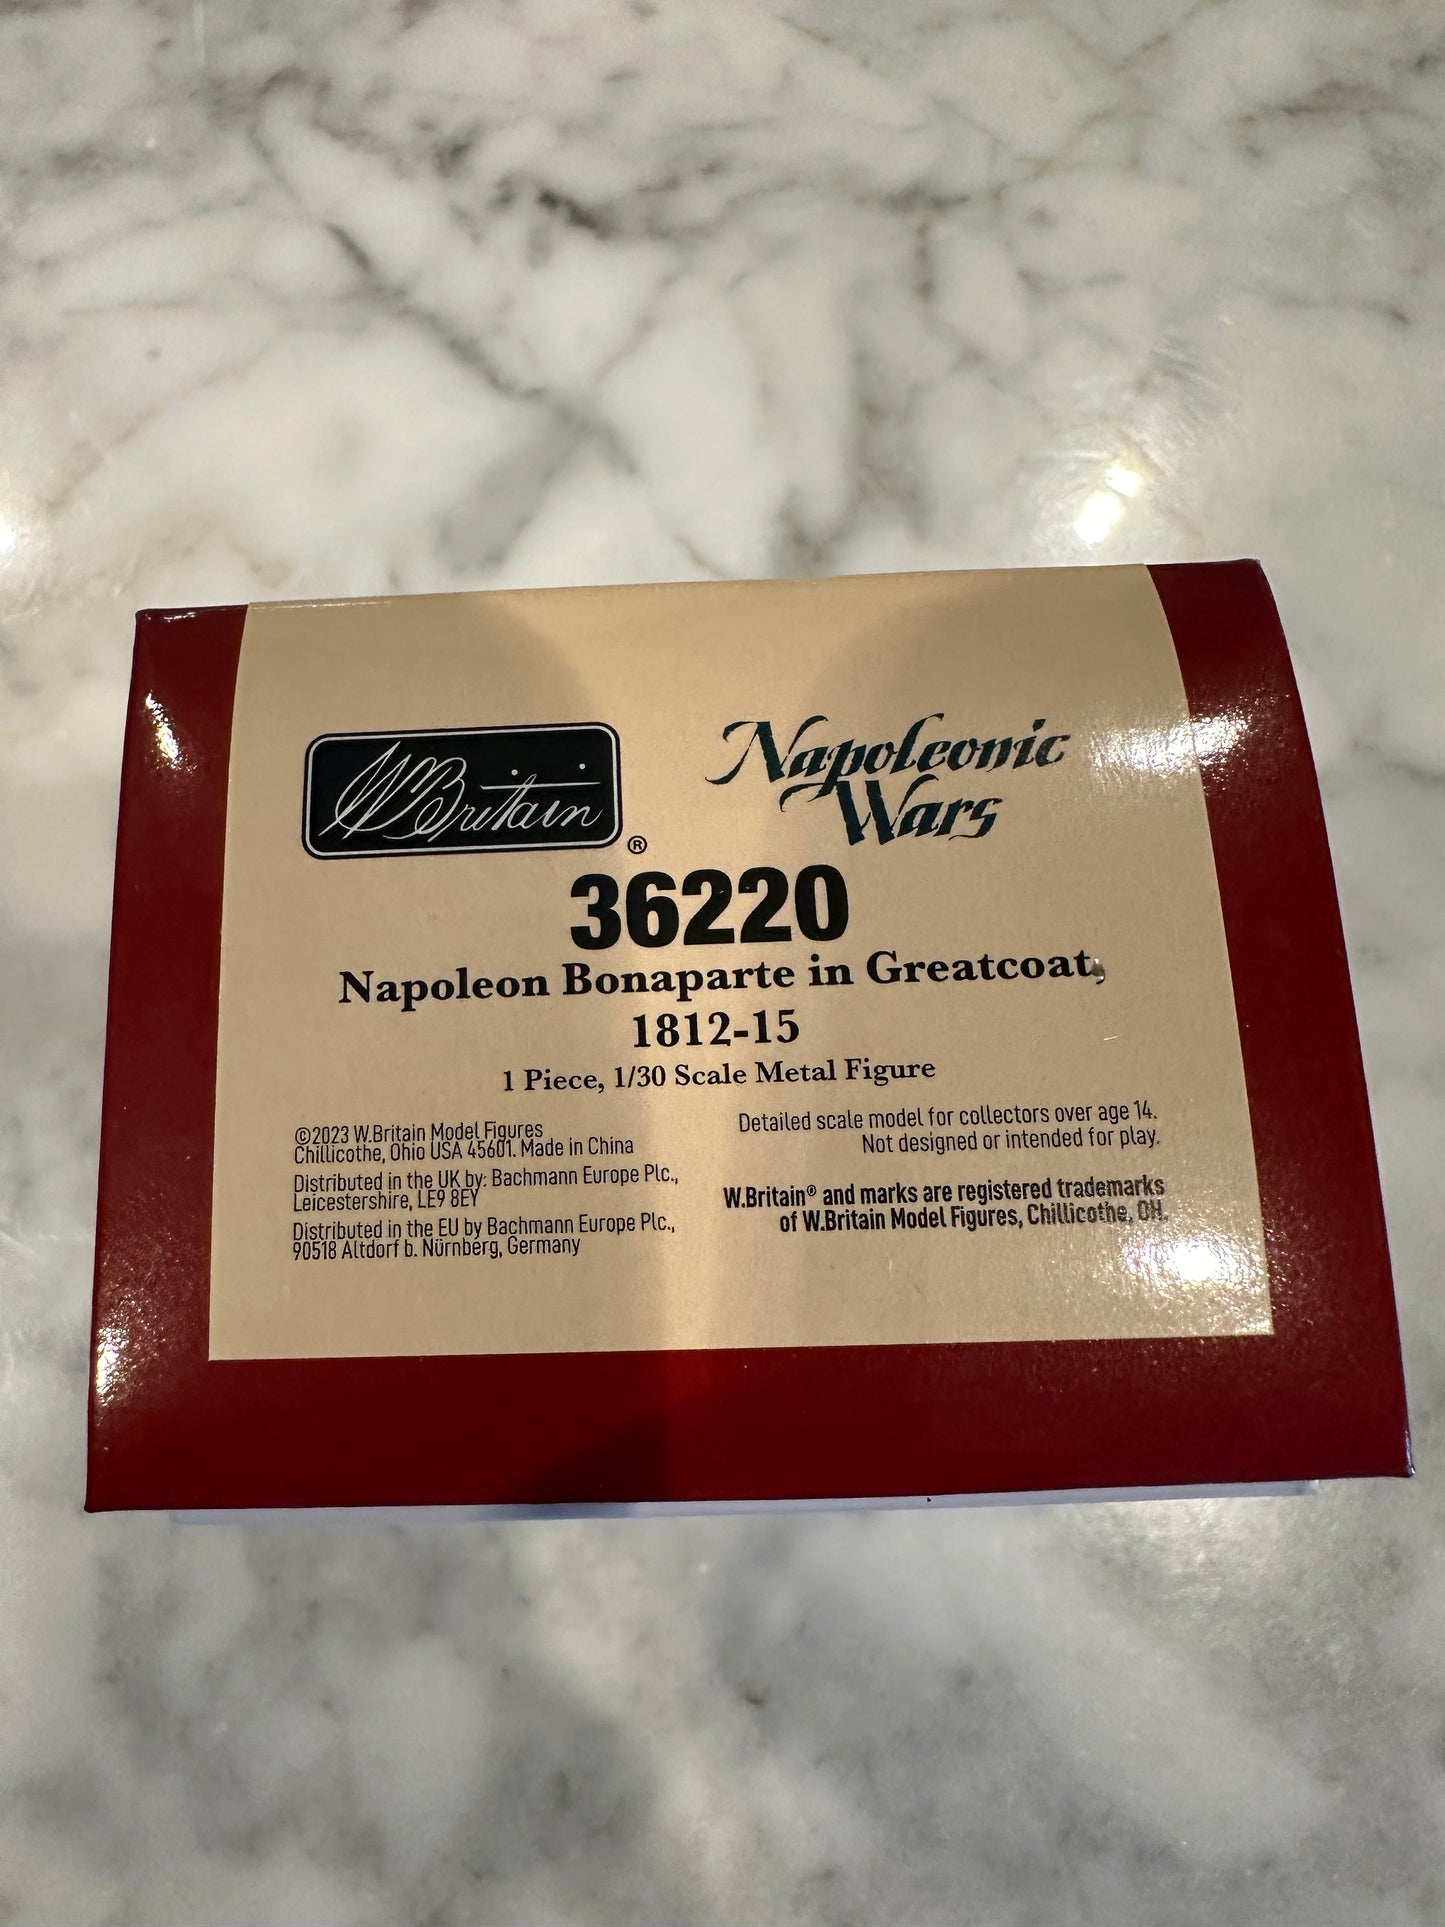 WBritain ®
Napoleonic
Wars
36220
Napoleon Bonaparte in Greatcoat,
1812-15
1 Piece, 1/30 Scale Metal Figure
©2023 W.Britain Model Figures
Chillicothe, Ohio USA 45601. Made in China
Distributed in the UK by: Bachmann Europe Plc.,
Leicestershire, LE9 8EY
Distributed in the EU by Bachmann Europe Plc.,
90518 Altdorf b. Nürnberg, Germany
Detailed scale model for collectors over age 14.
Not designed or intended for play.
W.Britain® and marks are registered trademarks
of W.Britain Model Figures, Chillicothe, OH.